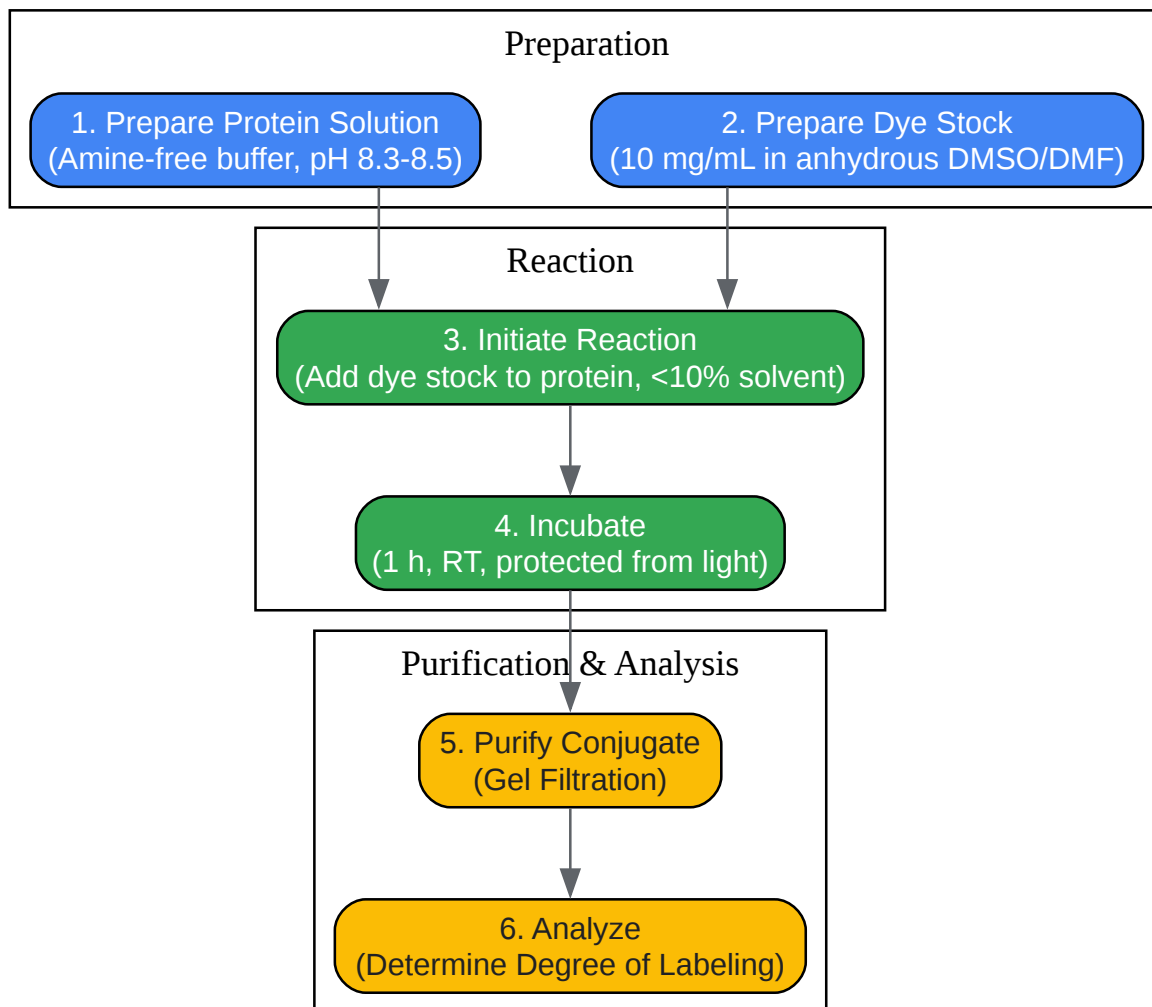 Preparation
1. Prepare Protein Solution
(Amine-free buffer, pH 8.3-8.5)
2. Prepare Dye Stock
(10 mg/mL in anhydrous DMSO/DMF)
Reaction
3. Initiate Reaction
(Add dye stock to protein, <10% solvent)
4. Incubate
(1 h, RT, protected from light)
Purification & Analysis
5. Purify Conjugate
(Gel Filtration)
6. Analyze
(Determine Degree of Labeling)